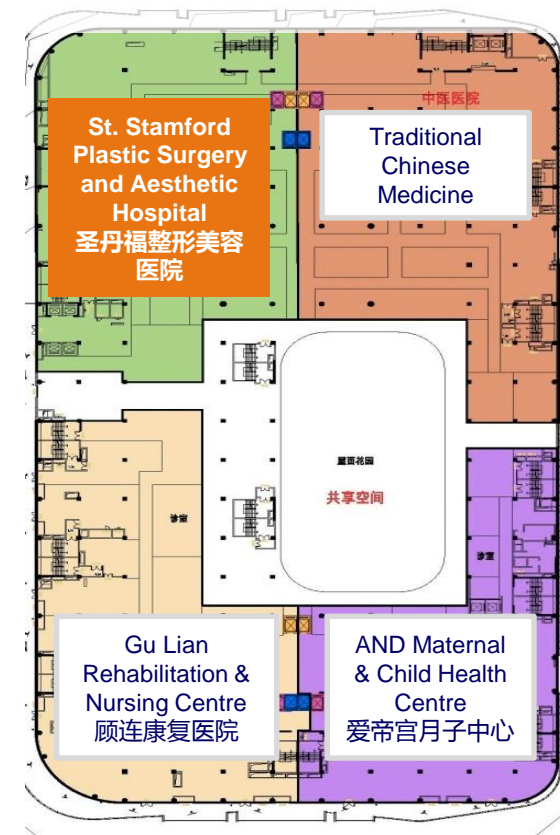 St. Stamford
Plastic Surgery
and Aesthetic
Hospital
圣丹福整形美容
医院
中医医院
Traditional
Chinese
Medicine
屋面花园
共享空间
诊室
诊室
Gu Lian
Rehabilitation &
Nursing Centre
顾连康复医院
AND Maternal
& Child Health
Centre
爱帝宫月子中心